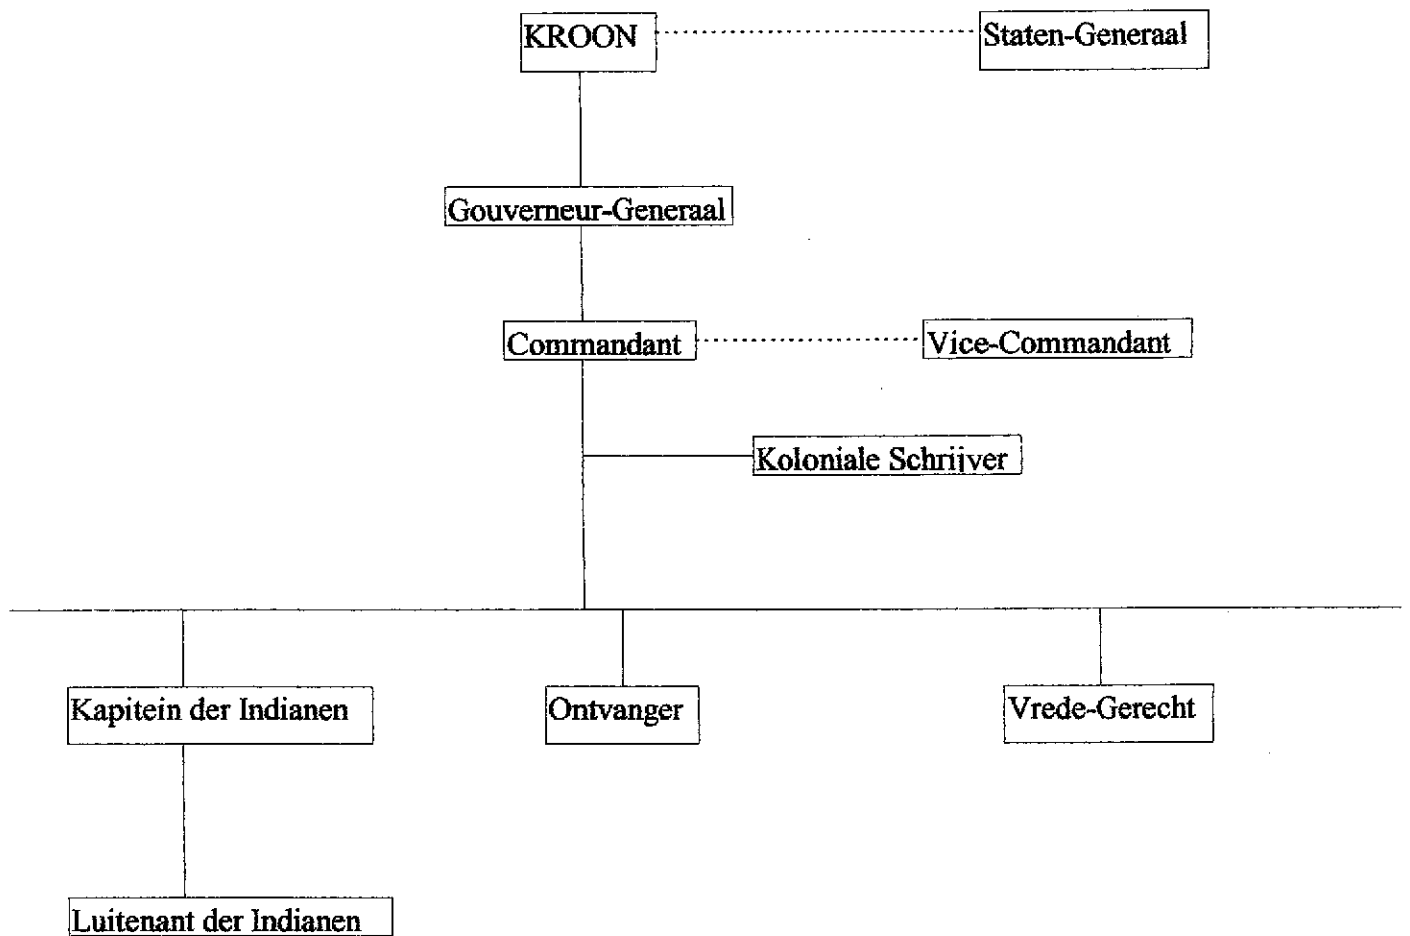 KROON
Staten-Generaal
Gouverneur-Generaal
Commandant
Vice-Commandant
Koloniale Schrijver
Kapitein der Indianen
Ontvanger
Vrede-Gerecht
Luitenant der Indianen